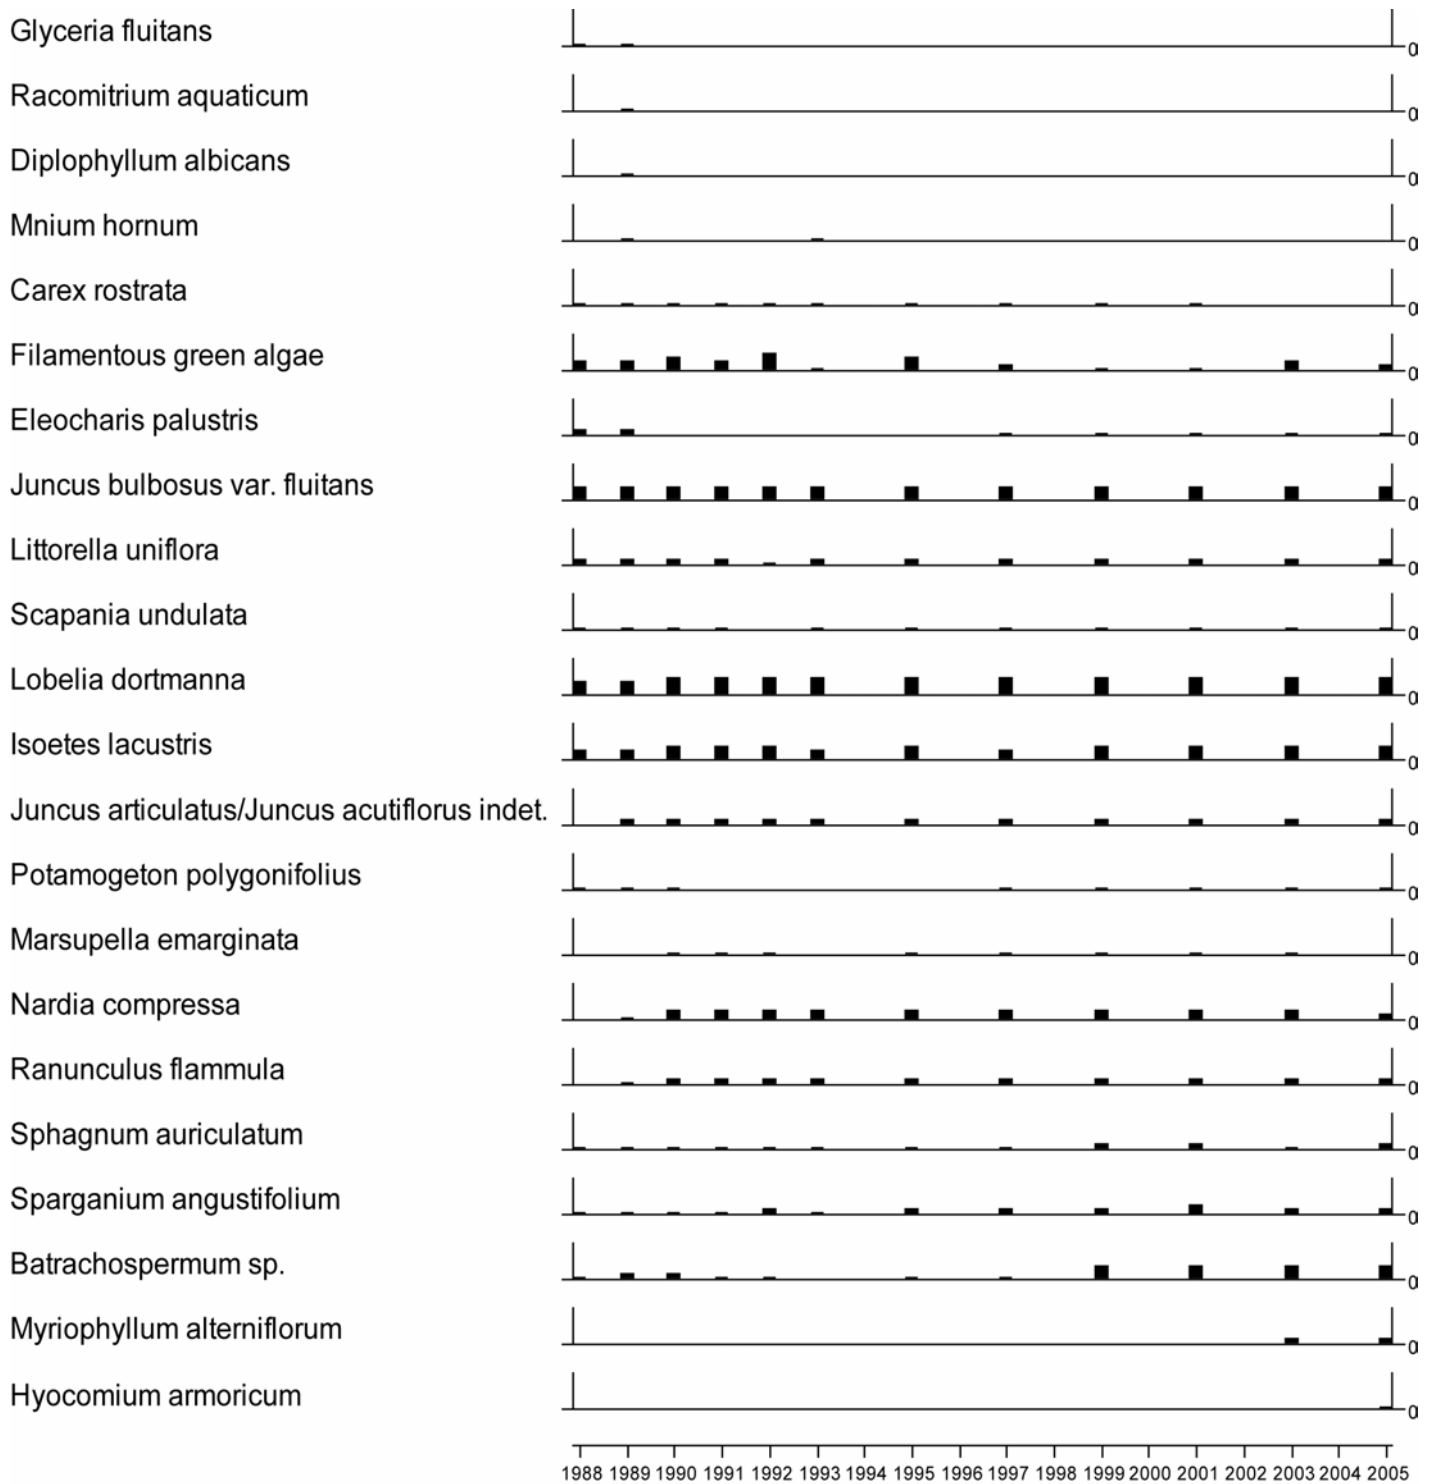 Glyceria fluitans 0
Racomitrium aquaticum 0
Diplophyllum albicans 0
Mnium hornum 0
Carex rostrata 0
Filamentous green algae 0
Eleocharis palustris 0
Juncus bulbosus var. fluitans 0
Littorella uniflora 0
Scapania undulata 0
Lobelia dortmanna 0
Isoetes lacustris 0
Juncus articulatus/Juncus acutiflorus indet. 0
Potamogeton polygonifolius 0
Marsupella emarginata 0
Nardia compressa 0
Ranunculus flammula 0
Sphagnum auriculatum 0
Sparganium angustifolium 0
Batrachospermum sp. 0
Myriophyllum alterniflorum 0
Hyocomium armoricum 0
1988 1989 1990 1991 1992 1993 1994 1995 1996 1997 1998 1999 2000 2001 2002 2003 2004 2005